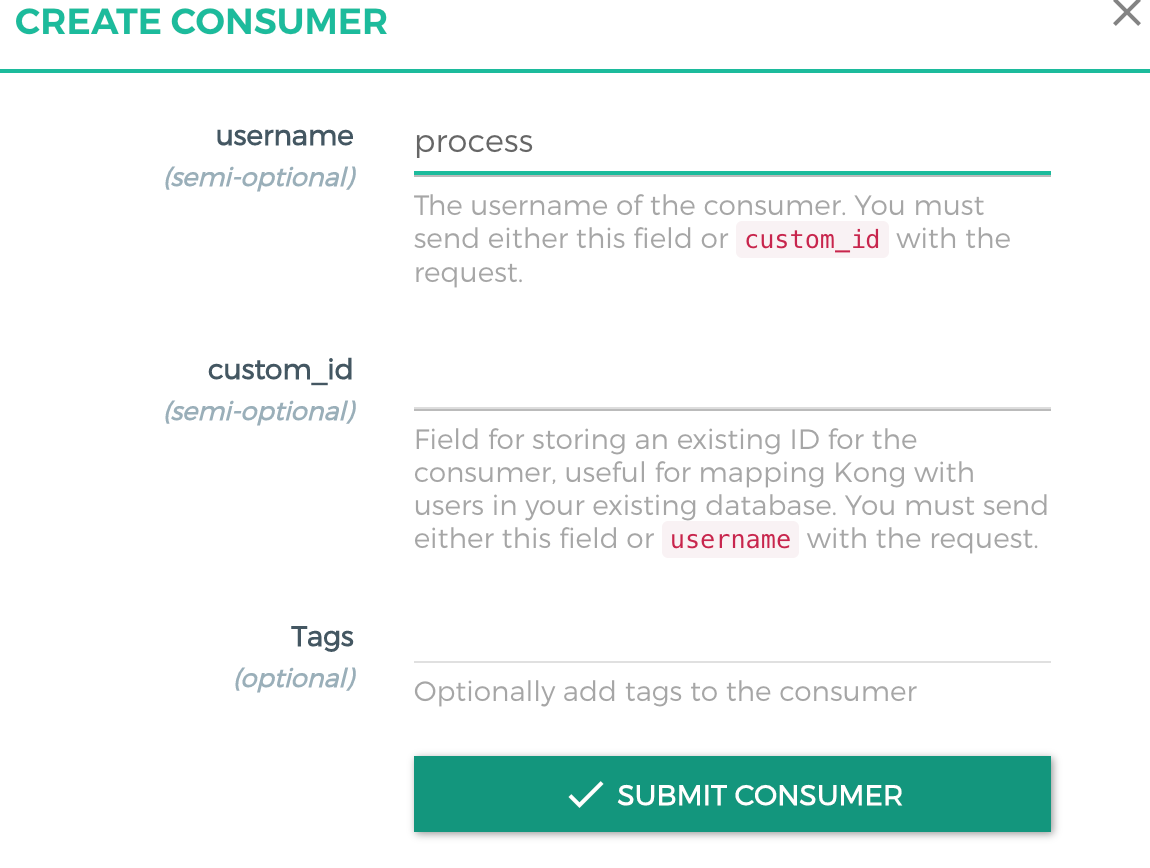 CREATE CONSUMER
username
(semi-optional)
process
The username of the consumer. You must
send either this field or custom_id with the
request.
custom_id
(semi-optional)
Field for storing an existing ID for the
consumer, useful for mapping Kong with
users in your existing database. You must send
either this field or username with the request.
Tags
(optional)
Optionally add tags to the consumer
SUBMIT CONSUMER